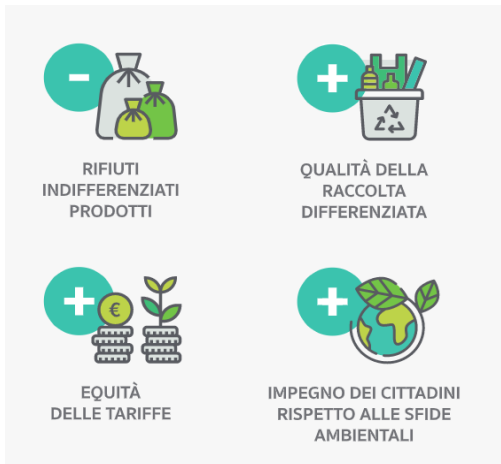 RIFIUTI
INDIFFERENZIATI
PRODOTTI
QUALITÀ DELLA
RACCOLTA
DIFFERENZIATA
€
EQUITÀ
DELLE TARIFFE
IMPEGNO DEI CITTADINI
RISPETTO ALLE SFIDE
AMBIENTALI